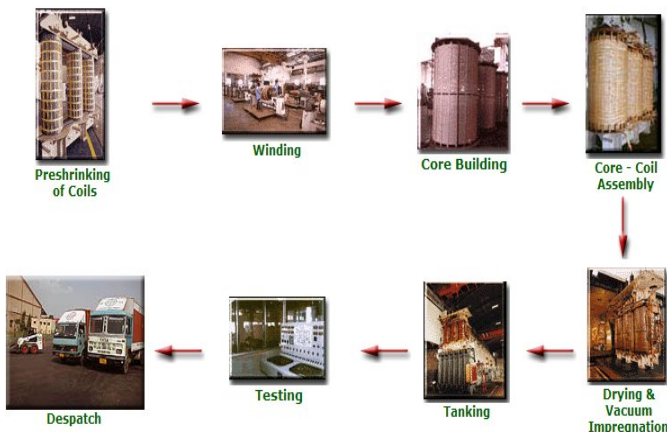 Preshrinking
of Coils
Winding
Core Building
Core - Coil
Assembly
Drying &
Vacuum
Impregnation
Tanking
Testing
Despatch